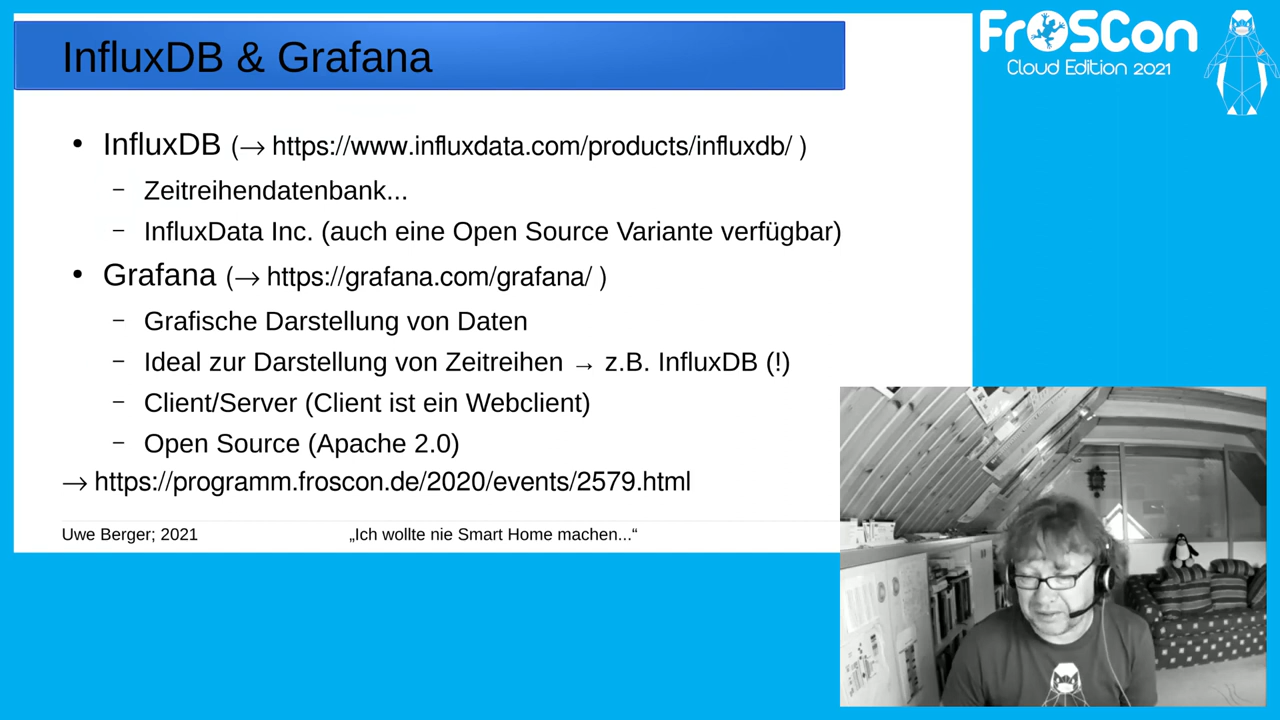 InfluxDB & Grafana
FrOSCon
Cloud Edition 2021
• InfluxDB (→ https://www.influxdata.com/products/influxdb/ )
– Zeitreihendatenbank...
– InfluxData Inc. (auch eine Open Source Variante verfügbar)
• Grafana (→ https://grafana.com/grafana/ )
– Grafische Darstellung von Daten
– Ideal zur Darstellung von Zeitreihen → z.B. InfluxDB (!)
– Client/Server (Client ist ein Webclient)
– Open Source (Apache 2.0)
→ https://programm.froscon.de/2020/events/2579.html
Uwe Berger; 2021 „Ich wollte nie Smart Home machen...“